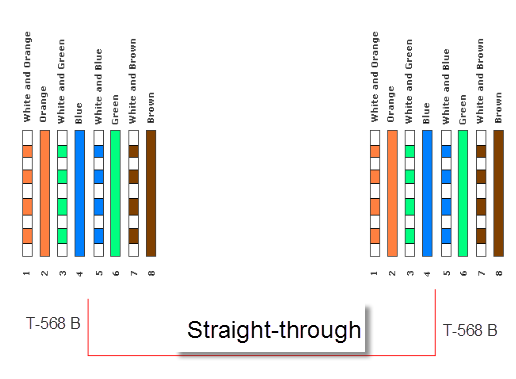 White and Orange
Orange
White and Green
Blue
White and Blue
Green
White and Brown
Brown
White and Orange
Orange
White and Green
Blue
White and Blue
Green
White and Brown
Brown
1 2 3 4 5 6 7 8
1 2 3 4 5 6 7 8
T-568 B
Straight-through
T-568 B